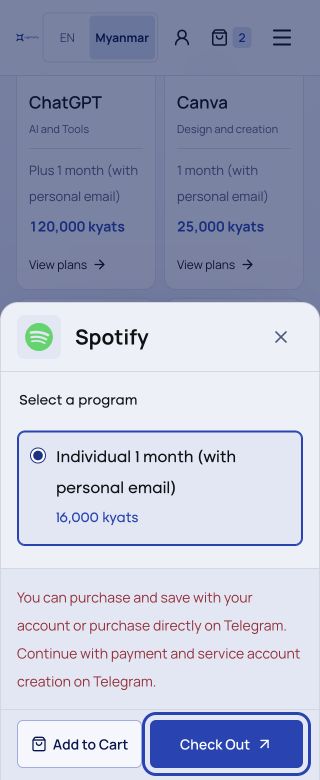 EN
Myanmar
2
ChatGPT
AI and Tools
Plus 1 month (with
personal email)
120,000 kyats
View plans
Canva
Design and creation
1 month (with
personal email)
25,000 kyats
View plans
Spotify
Select a program
Individual 1 month (with
personal email)
16,000 kyats
You can purchase and save with your
account or purchase directly on Telegram.
Continue with payment and service account
creation on Telegram.
Add to Cart
Check Out